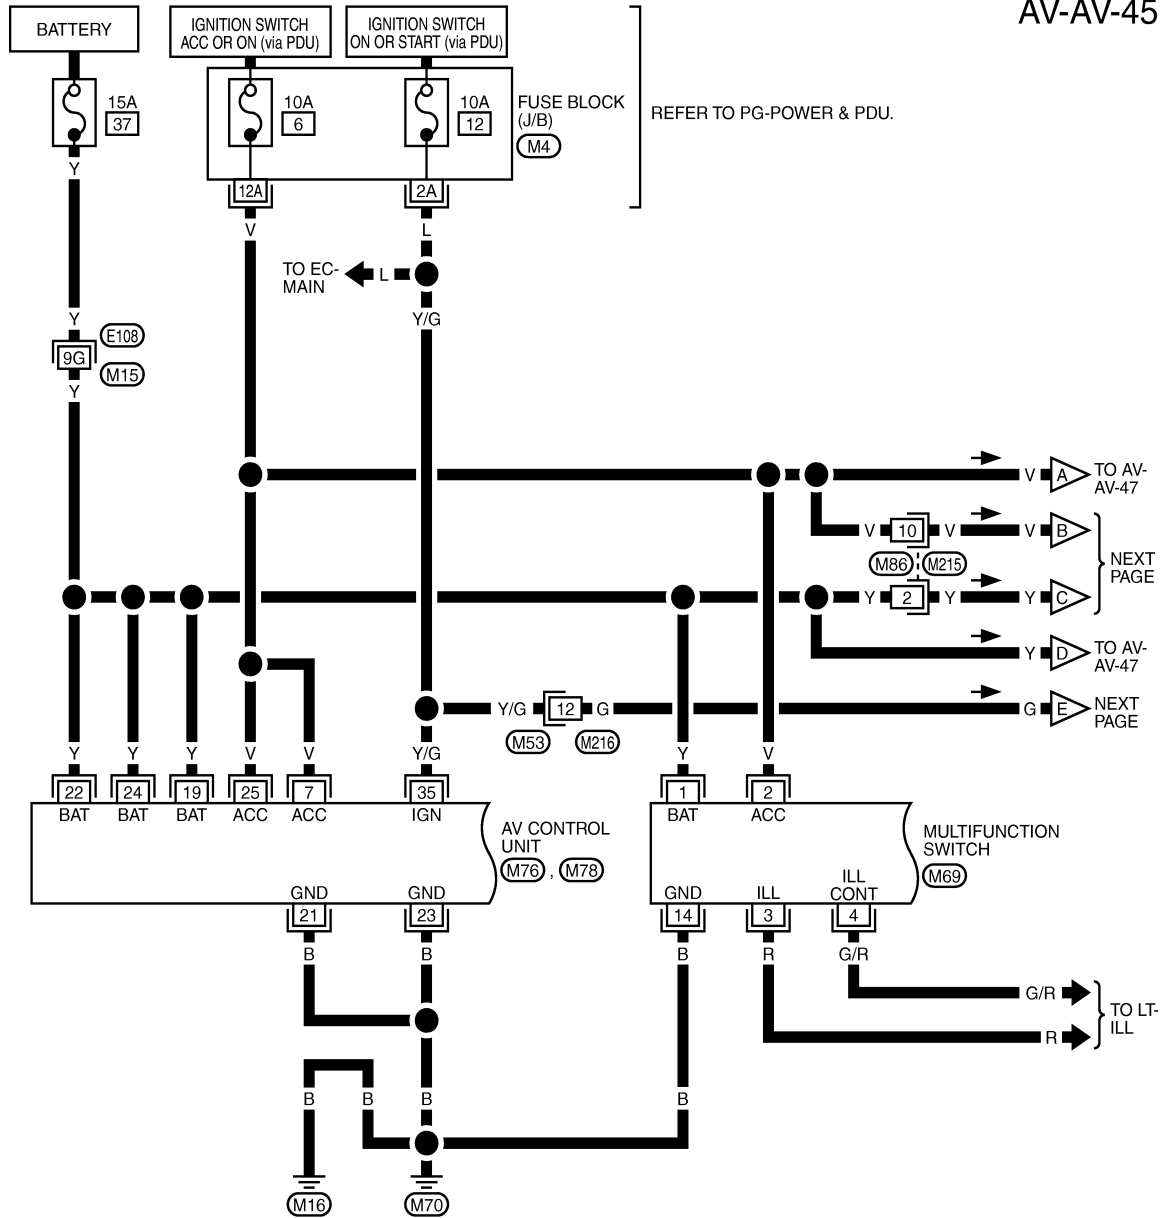 AV-AV-45
BATTERY
IGNITION SWITCH
ACC OR ON (via PDU)
IGNITION SWITCH
ON OR START (via PDU)
15A
37
10A
6
10A
12
FUSE BLOCK
(J/B)
M4
REFER TO PG-POWER & PDU.
12A
2A
Y
V
L
TO EC-
MAIN
L
Y
Y/G
E108
9G
M15
Y
V
A
TO AV-
AV-47
V
10
V
V
B
M86
M215
NEXT
PAGE
Y
2
Y
Y
C
Y
D
TO AV-
AV-47
Y/G
12
G
G
E
NEXT
PAGE
M53
M216
Y
Y
Y
V
V
Y/G
Y
V
22
24
19
25
7
35
1
2
BAT
BAT
BAT
ACC
ACC
IGN
BAT
ACC
AV CONTROL
UNIT
M76 , M78
MULTIFUNCTION
SWITCH
M69
GND
GND
GND
ILL
ILL
CONT
21
23
14
3
4
B
B
B
R
G/R
G/R
R
TO LT-
ILL
B
B
B
B
M16
M70